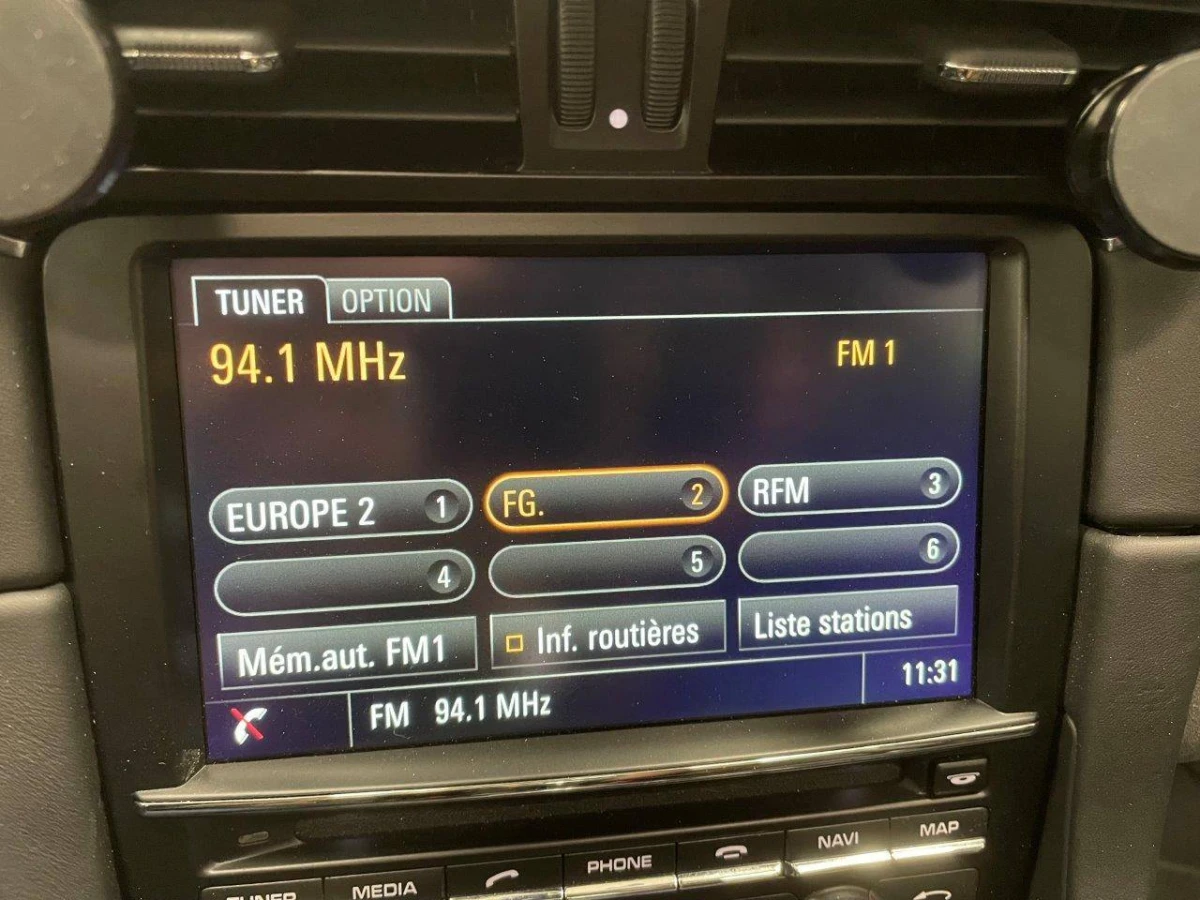 TUNER OPTION
94.1 MHz FM 1
EUROPE 2 1 FG. 2 RFM 3
4 5 6
Mém.aut. FM1 Inf. routières Liste stations
FM 94.1 MHz 11:31
TUNER MEDIA PHONE NAVI MAP